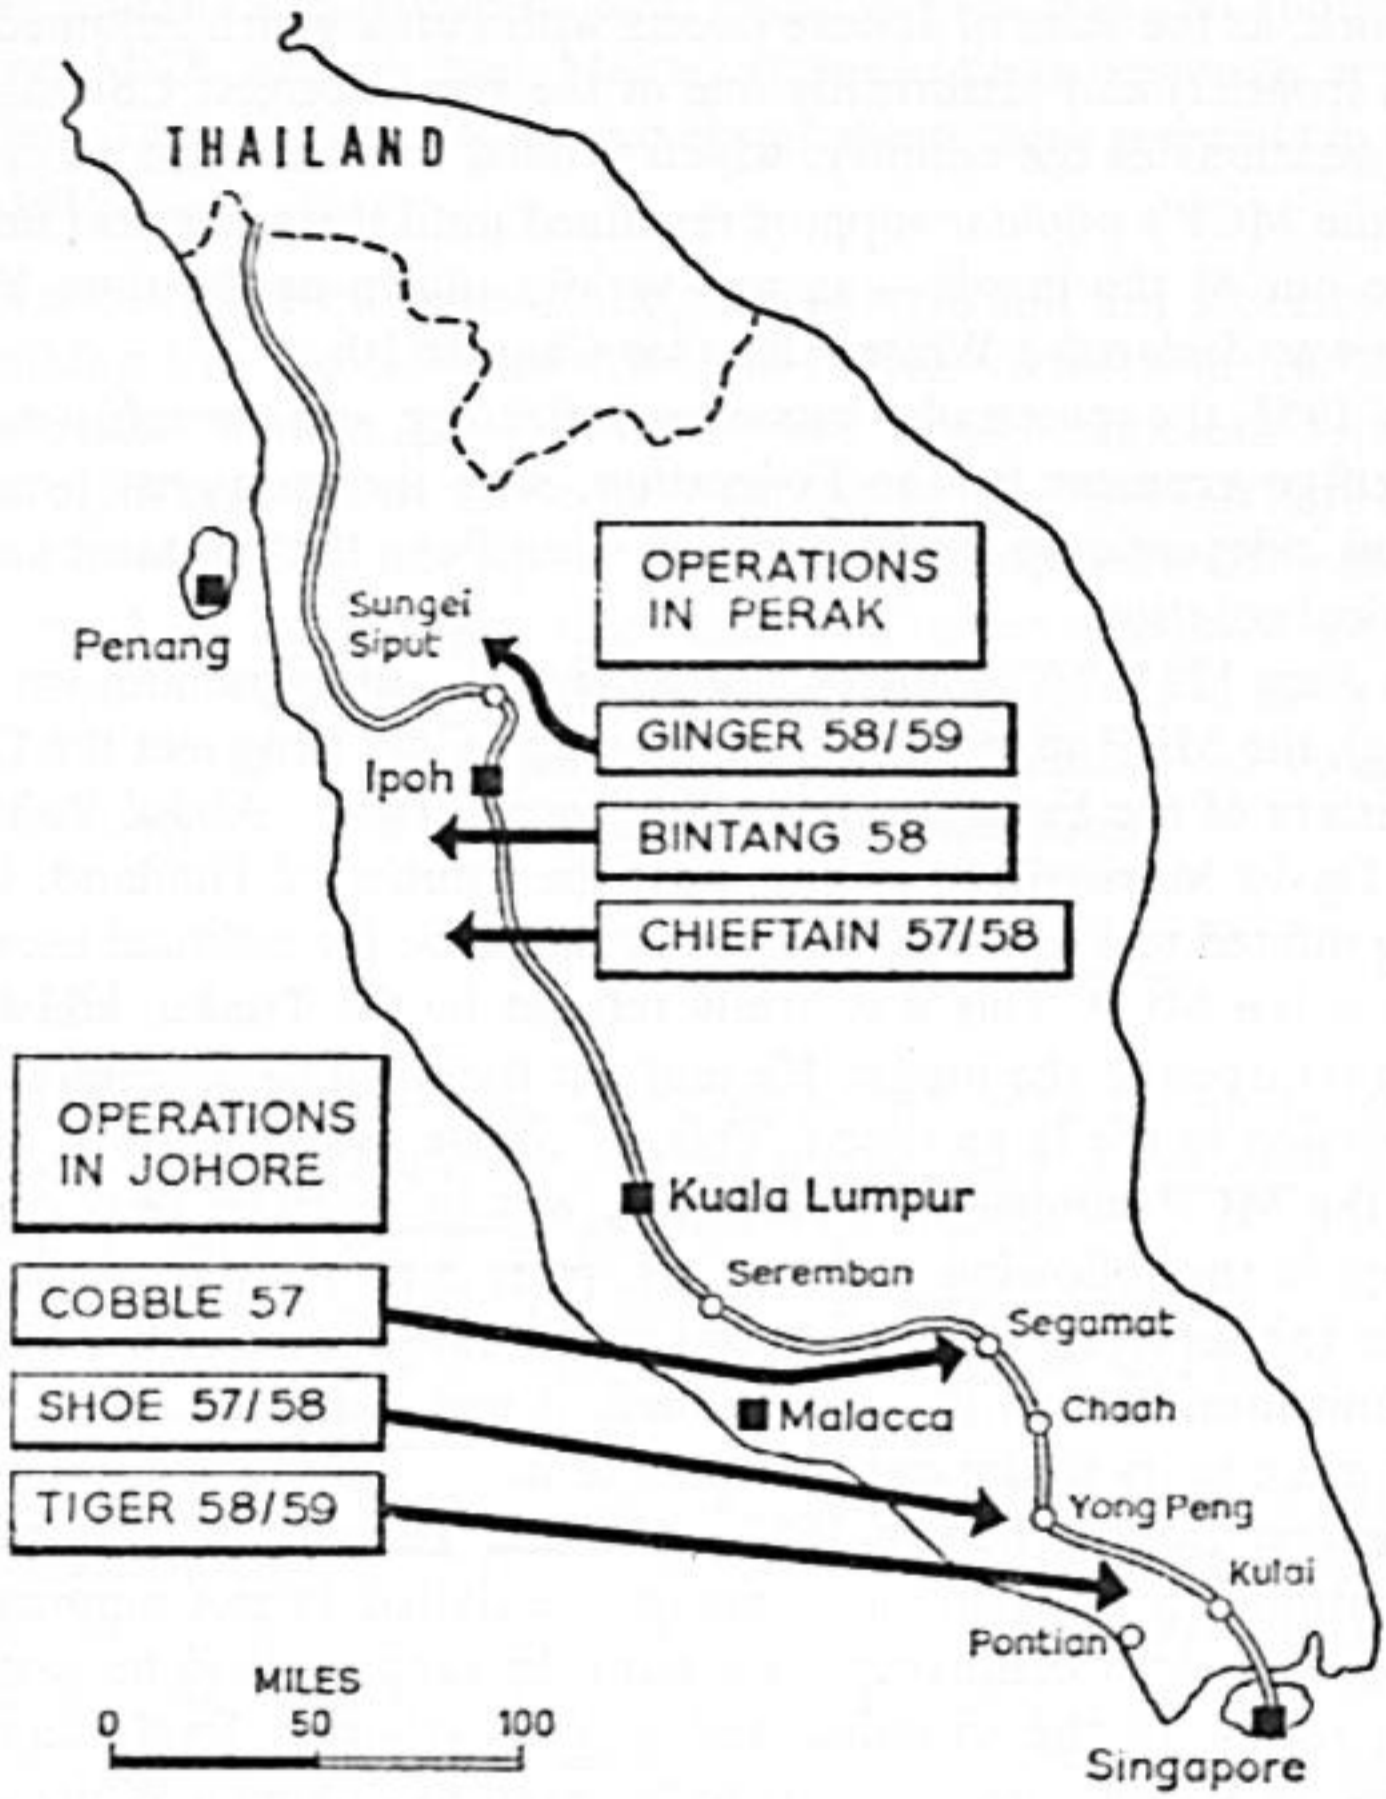 THAILAND
Penang
Sungei
Siput
OPERATIONS
IN PERAK
GINGER 58/59
Ipoh
BINTANG 58
CHIEFTAIN 57/58
OPERATIONS
IN JOHORE
Kuala Lumpur
COBBLE 57
Seremban
Segamat
SHOE 57/58
Malacca
Chaah
TIGER 58/59
Yong Peng
Kulai
Pontian
MILES
0 50 100
Singapore